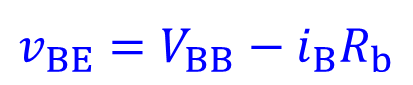 v_BE = V_BB − i_B R_b